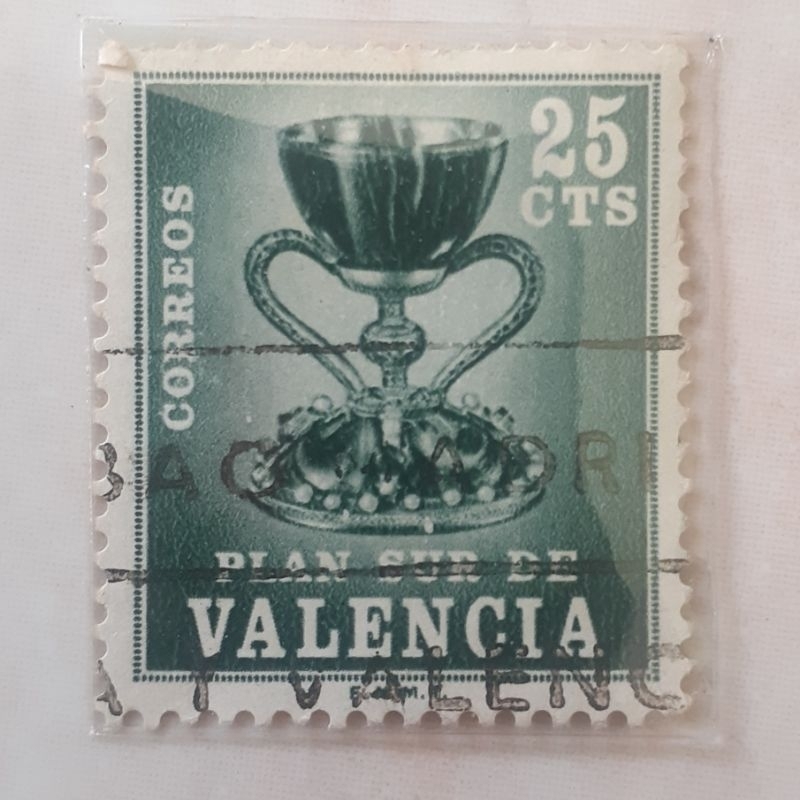 25
CTS
CORREOS
PLAN SUR DE
VALENCIA